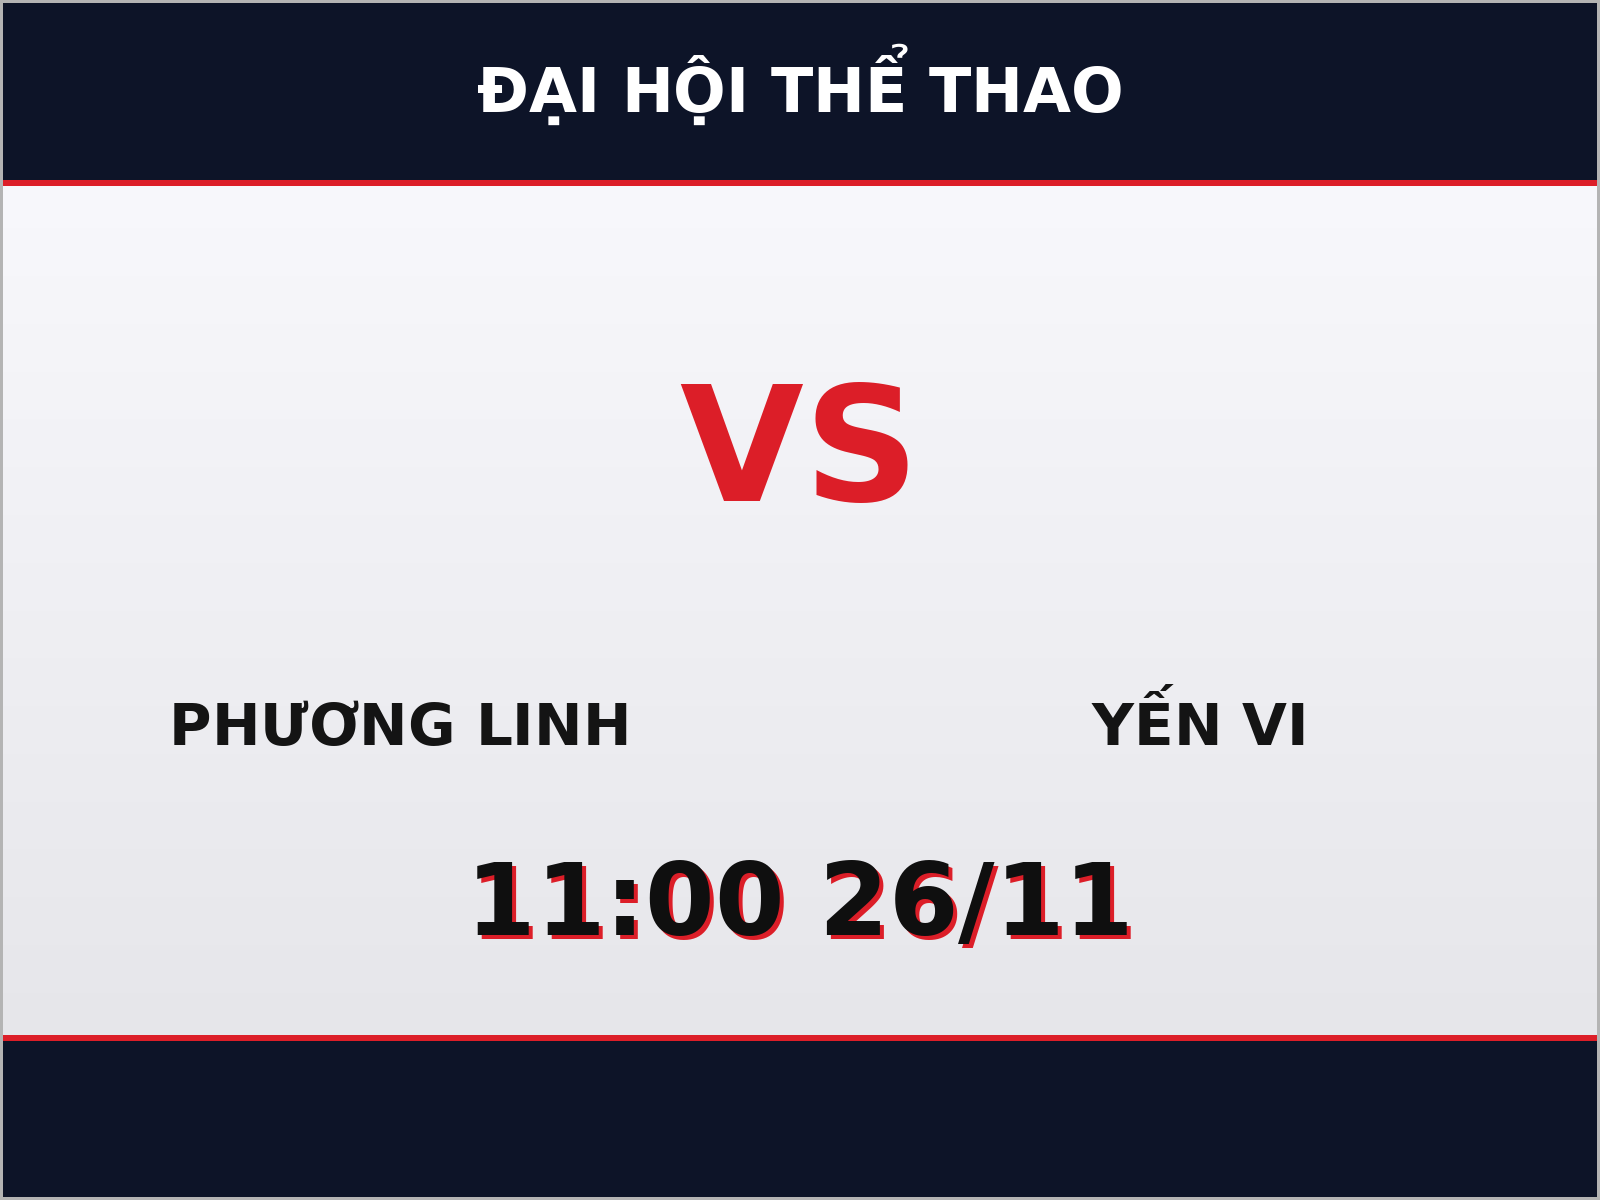 ĐẠI HỘI THỂ THAO
VS
PHƯƠNG LINH
YẾN VI
11:00 26/11